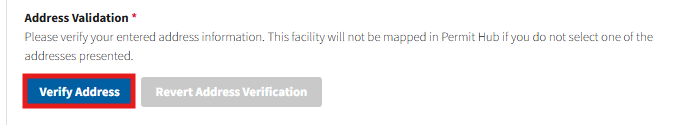 Address Validation *
Please verify your entered address information. This facility will not be mapped in Permit Hub if you do not select one of the
addresses presented.
Verify Address
Revert Address Verification